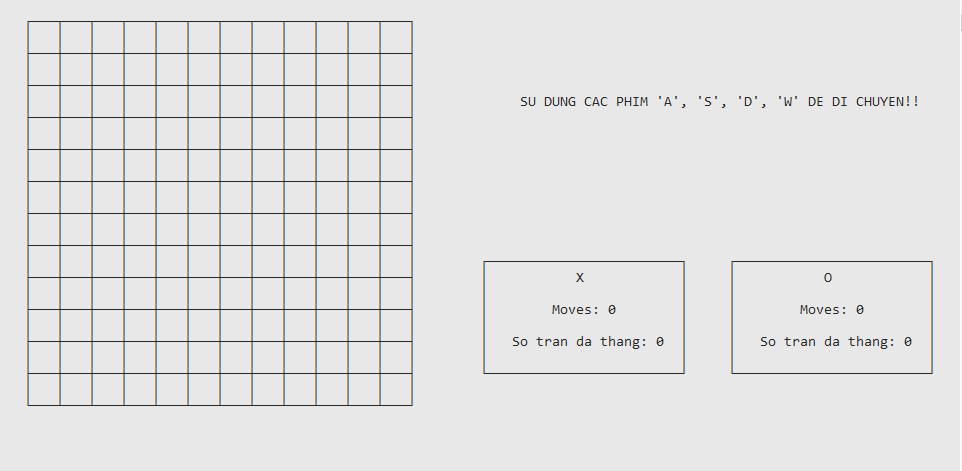 SU DUNG CAC PHIM 'A', 'S', 'D', 'W' DE DI CHUYEN!!
X
Moves: 0
So tran da thang: 0
O
Moves: 0
So tran da thang: 0